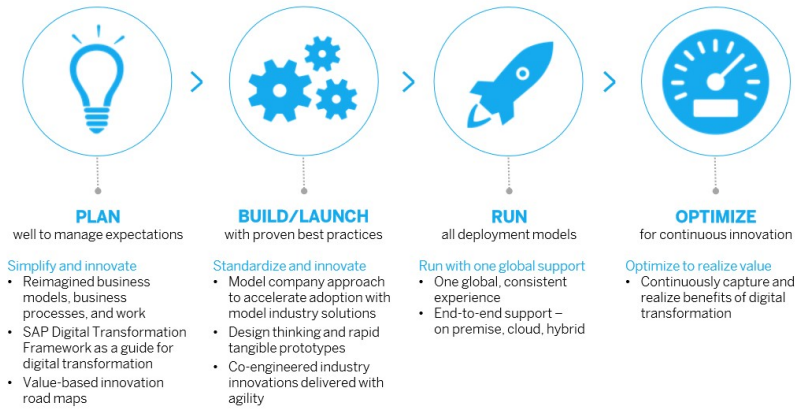 PLAN
well to manage expectations
Simplify and innovate
• Reimagined business
models, business
processes, and work
• SAP Digital Transformation
Framework as a guide for
digital transformation
• Value-based innovation
road maps
BUILD/LAUNCH
with proven best practices
Standardize and innovate
• Model company approach
to accelerate adoption with
model industry solutions
• Design thinking and rapid
tangible prototypes
• Co-engineered industry
innovations delivered with
agility
RUN
all deployment models
Run with one global support
• One global, consistent
experience
• End-to-end support –
on premise, cloud, hybrid
OPTIMIZE
for continuous innovation
Optimize to realize value
• Continuously capture and
realize benefits of digital
transformation